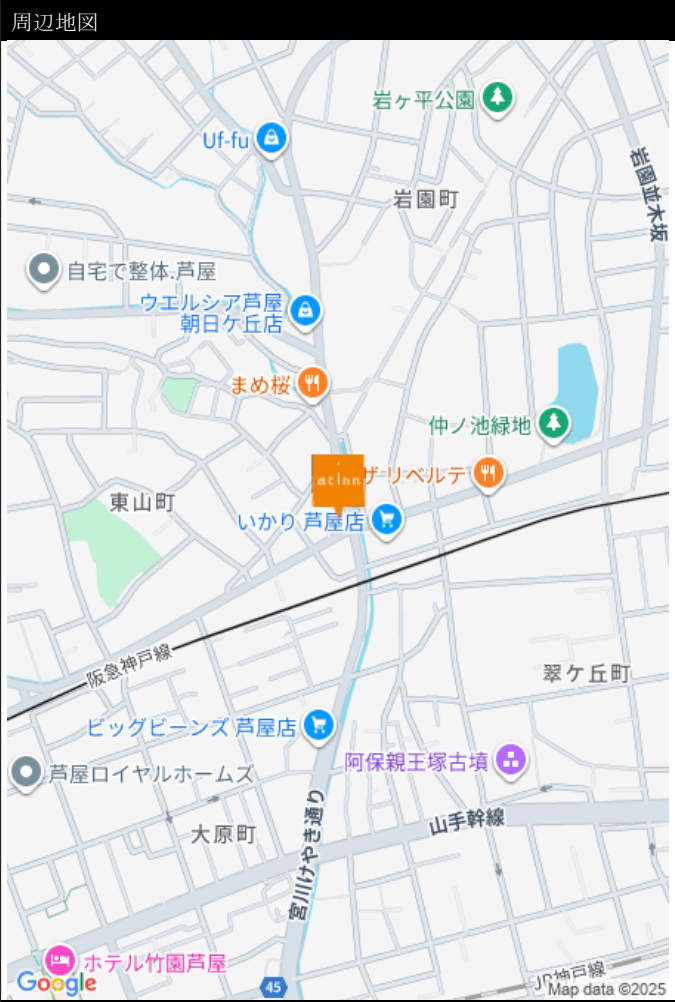 周辺地図
岩ヶ平公園
Uf-fu
岩園町
岩園並木坂
自宅で整体.芦屋
ウエルシア芦屋
朝日ケ丘店
まめ桜
仲ノ池緑地
at Inn
ザ リベルテ
東山町
いかり 芦屋店
阪急神戸線
翠ケ丘町
ビッグビーンズ 芦屋店
阿保親王塚古墳
芦屋ロイヤルホームズ
山手幹線
大原町
宮川けやき通り
ホテル竹園芦屋
JR神戸線
Google
45
Map data ©2025